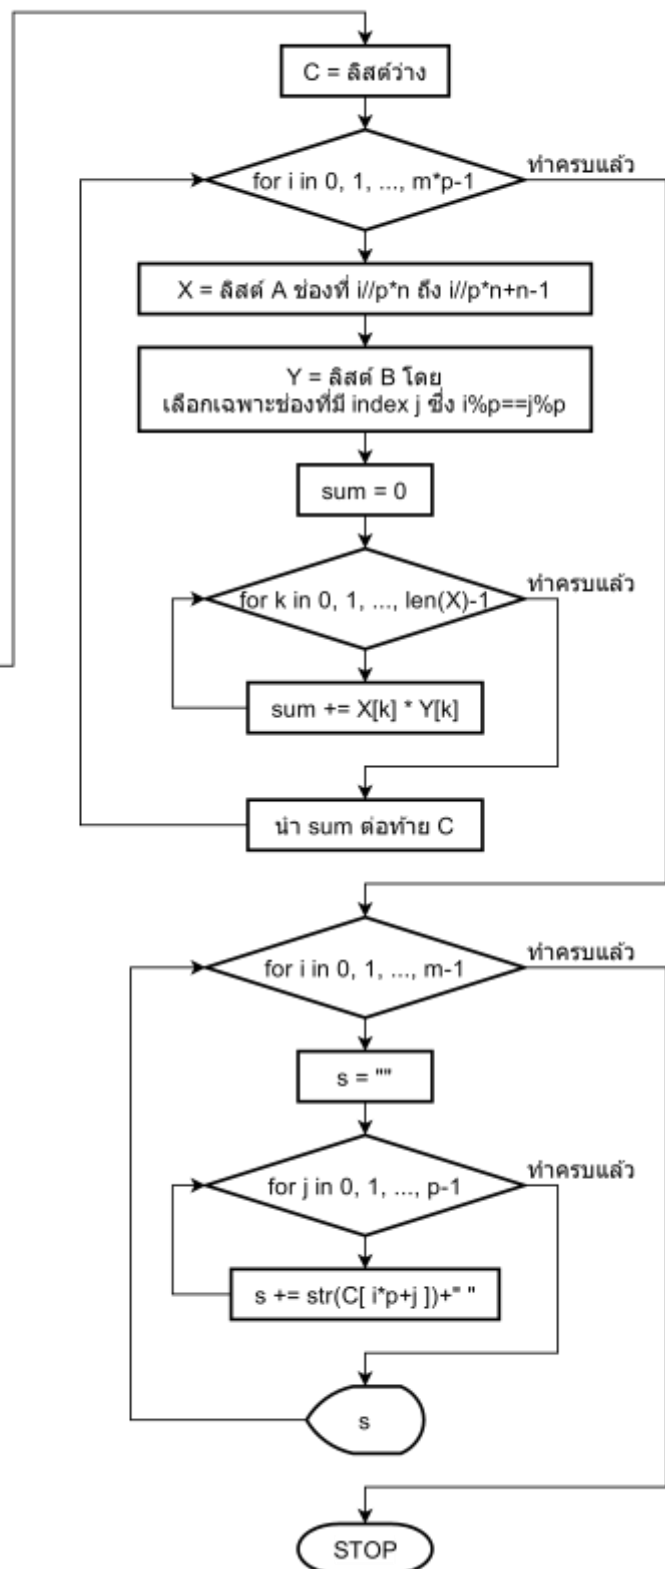 C = ลิสต์ว่าง
for i in 0, 1, ..., m*p-1
ทำครบแล้ว
X = ลิสต์ A ช่องที่ i//p*n ถึง i//p*n+n-1
Y = ลิสต์ B โดย
เลือกเฉพาะช่องที่มี index j ซึ่ง i%p==j%p
sum = 0
for k in 0, 1, ..., len(X)-1
ทำครบแล้ว
sum += X[k] * Y[k]
นำ sum ต่อท้าย C
for i in 0, 1, ..., m-1
ทำครบแล้ว
s = ""
for j in 0, 1, ..., p-1
ทำครบแล้ว
s += str(C[ i*p+j ])+" "
s
STOP